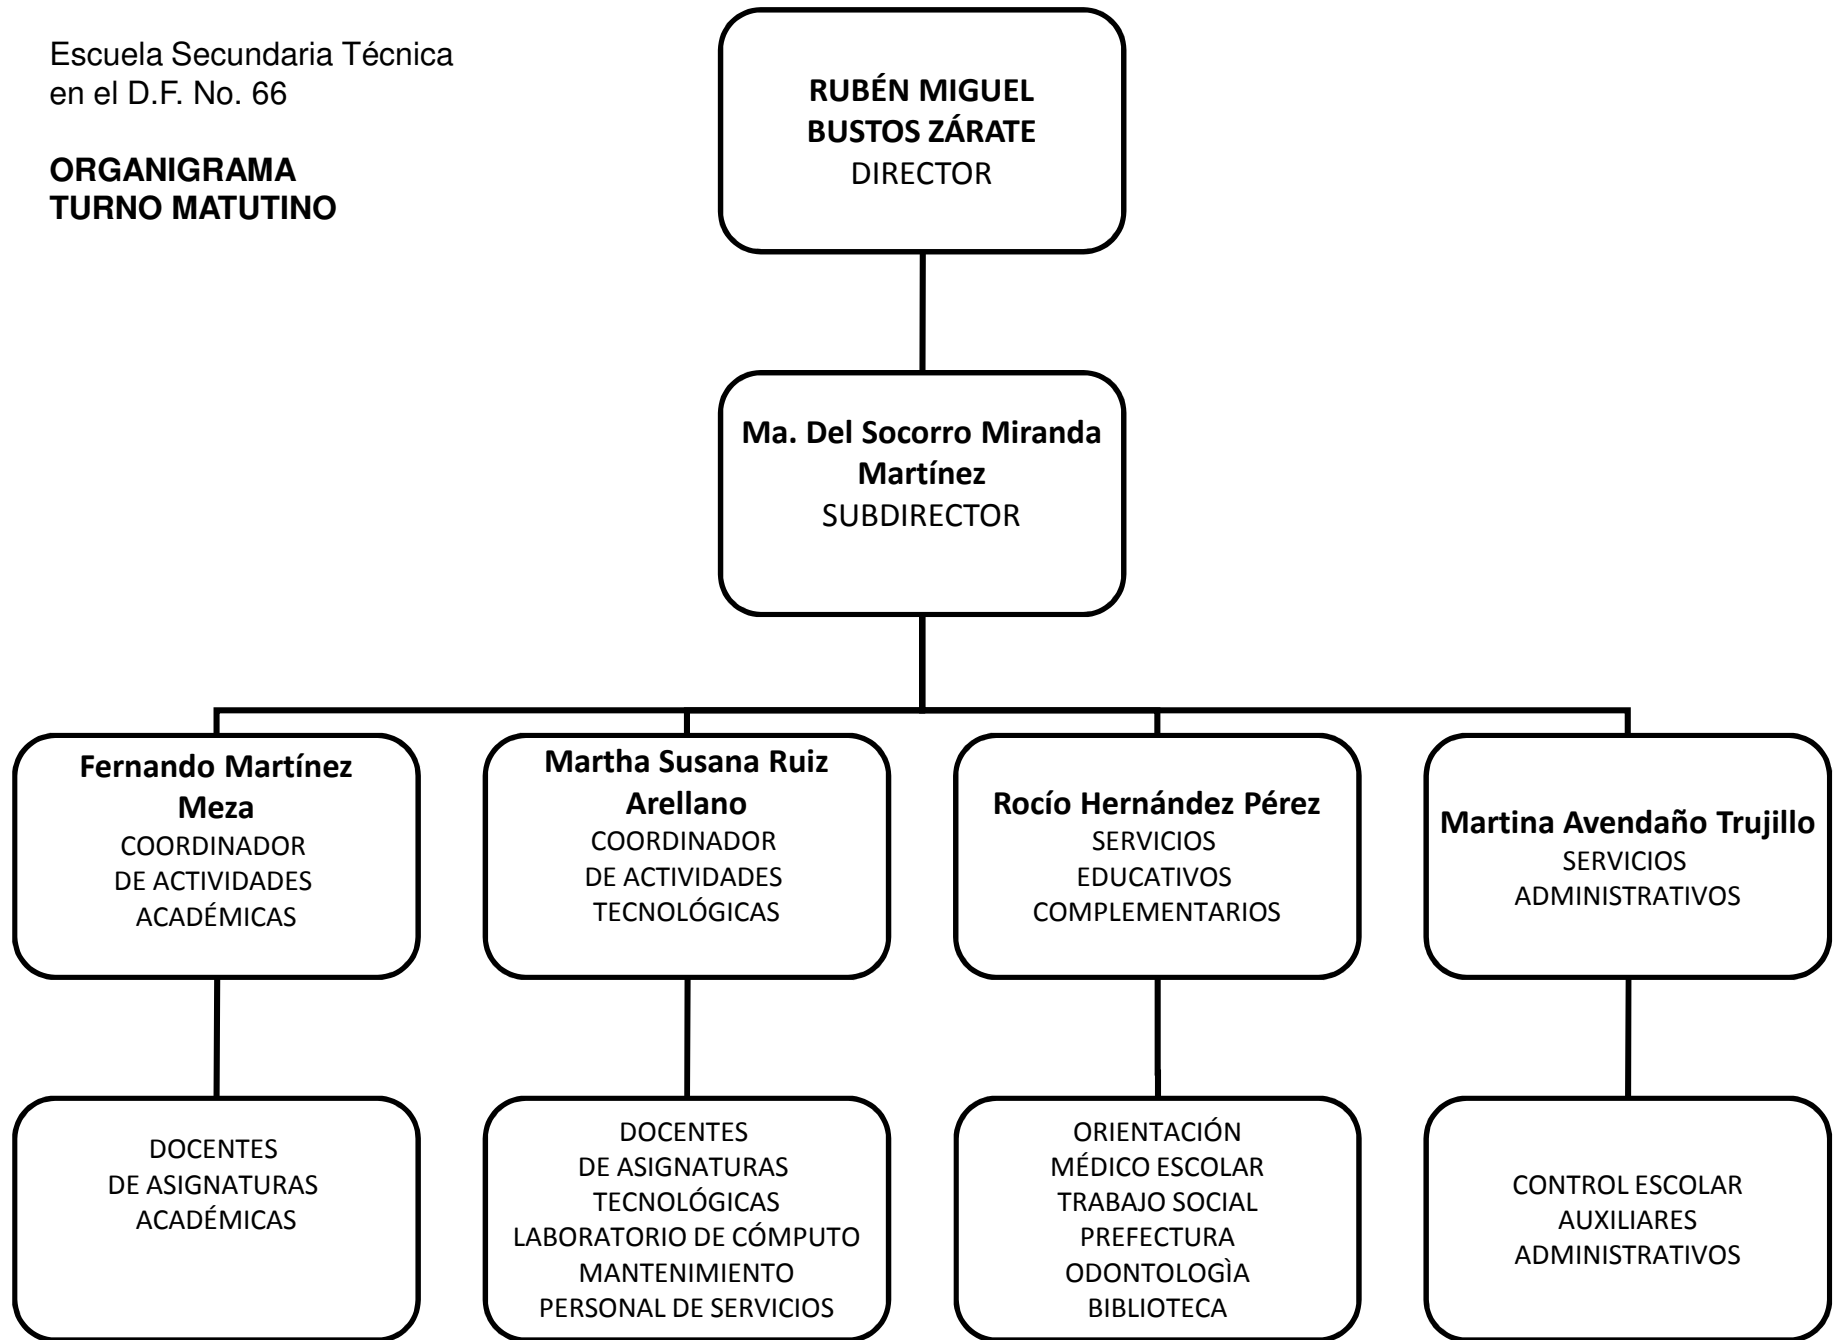 Escuela Secundaria Técnica
en el D.F. No. 66
ORGANIGRAMA
TURNO MATUTINO
RUBÉN MIGUEL
BUSTOS ZÁRATE
DIRECTOR
Ma. Del Socorro Miranda
Martínez
SUBDIRECTOR
Fernando Martínez
Meza
COORDINADOR
DE ACTIVIDADES
ACADÉMICAS
Martha Susana Ruiz
Arellano
COORDINADOR
DE ACTIVIDADES
TECNOLÓGICAS
Rocío Hernández Pérez
SERVICIOS
EDUCATIVOS
COMPLEMENTARIOS
Martina Avendaño Trujillo
SERVICIOS
ADMINISTRATIVOS
DOCENTES
DE ASIGNATURAS
ACADÉMICAS
DOCENTES
DE ASIGNATURAS
TECNOLÓGICAS
LABORATORIO DE CÓMPUTO
MANTENIMIENTO
PERSONAL DE SERVICIOS
ORIENTACIÓN
MÉDICO ESCOLAR
TRABAJO SOCIAL
PREFECTURA
ODONTOLOGÌA
BIBLIOTECA
CONTROL ESCOLAR
AUXILIARES
ADMINISTRATIVOS